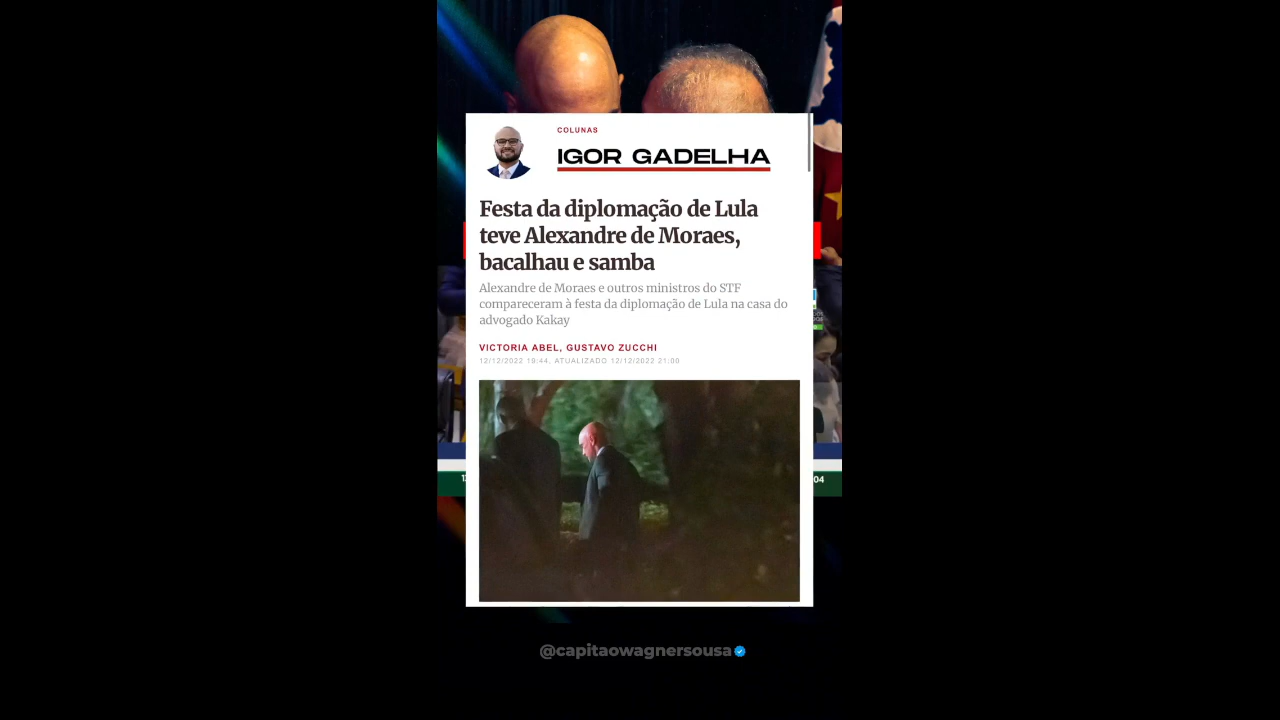 COLUNAS
IGOR GADELHA
Festa da diplomação de Lula
teve Alexandre de Moraes,
bacalhau e samba
Alexandre de Moraes e outros ministros do STF
compareceram à festa da diplomação de Lula na casa do
advogado Kakay
VICTORIA ABEL, GUSTAVO ZUCCHI
12/12/2022 19:44, ATUALIZADO 12/12/2022 21:00
04
@capitaowagnersousa